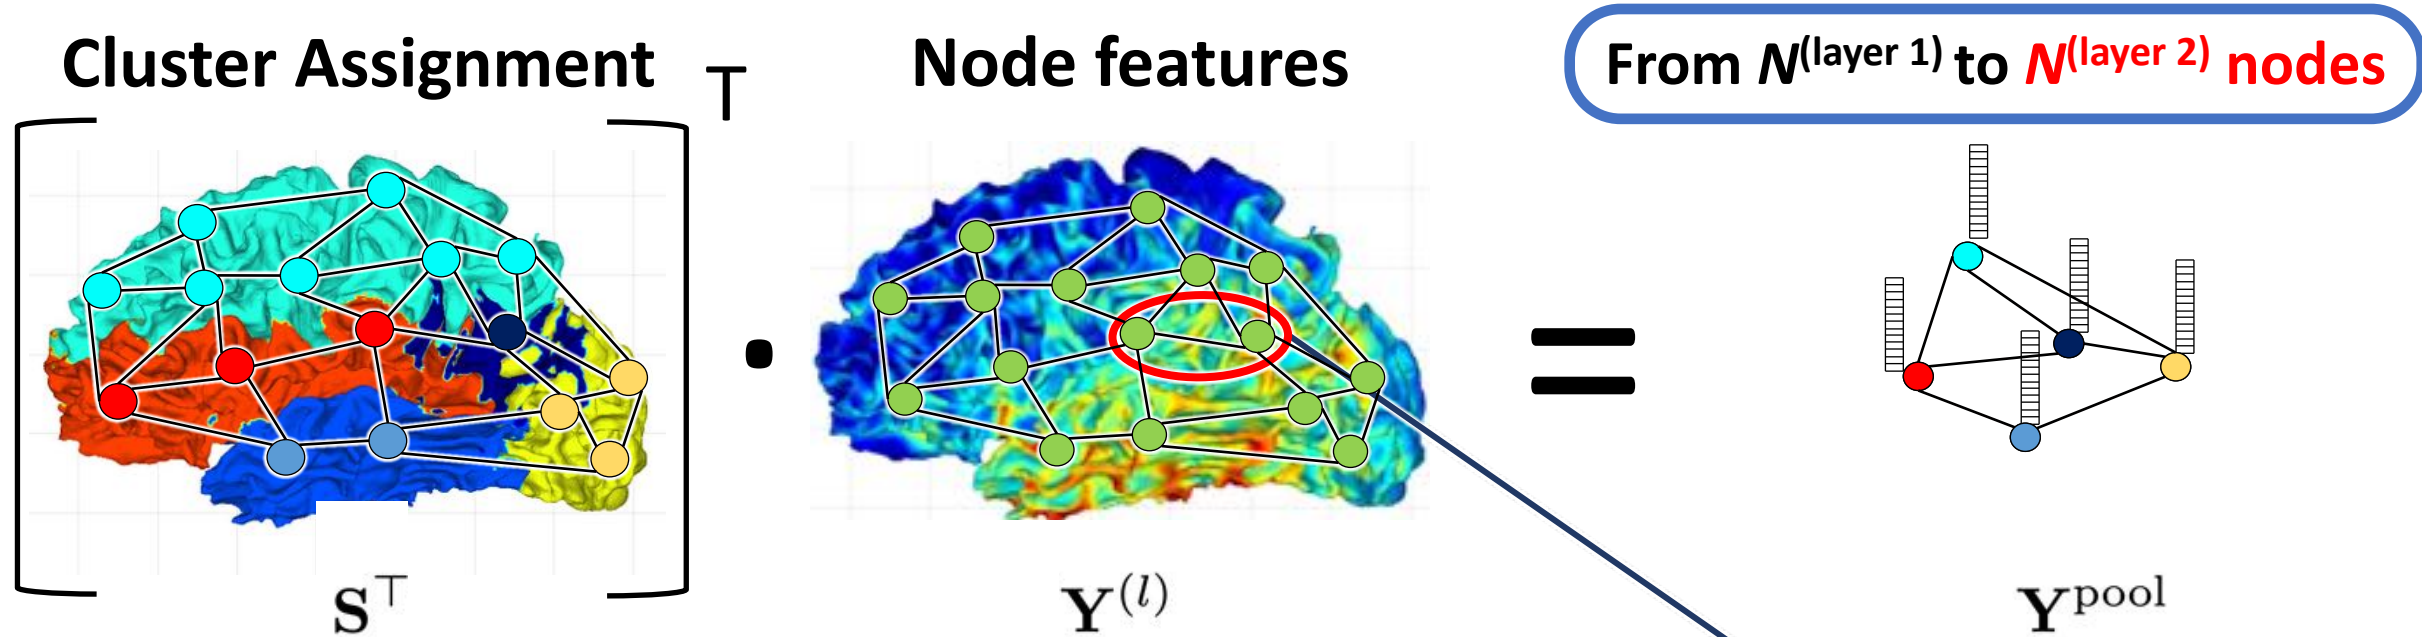 Cluster Assignment
T
Node features
From N(layer 1) to N(layer 2) nodes
·
=
S⊤
Y(l)
Ypool